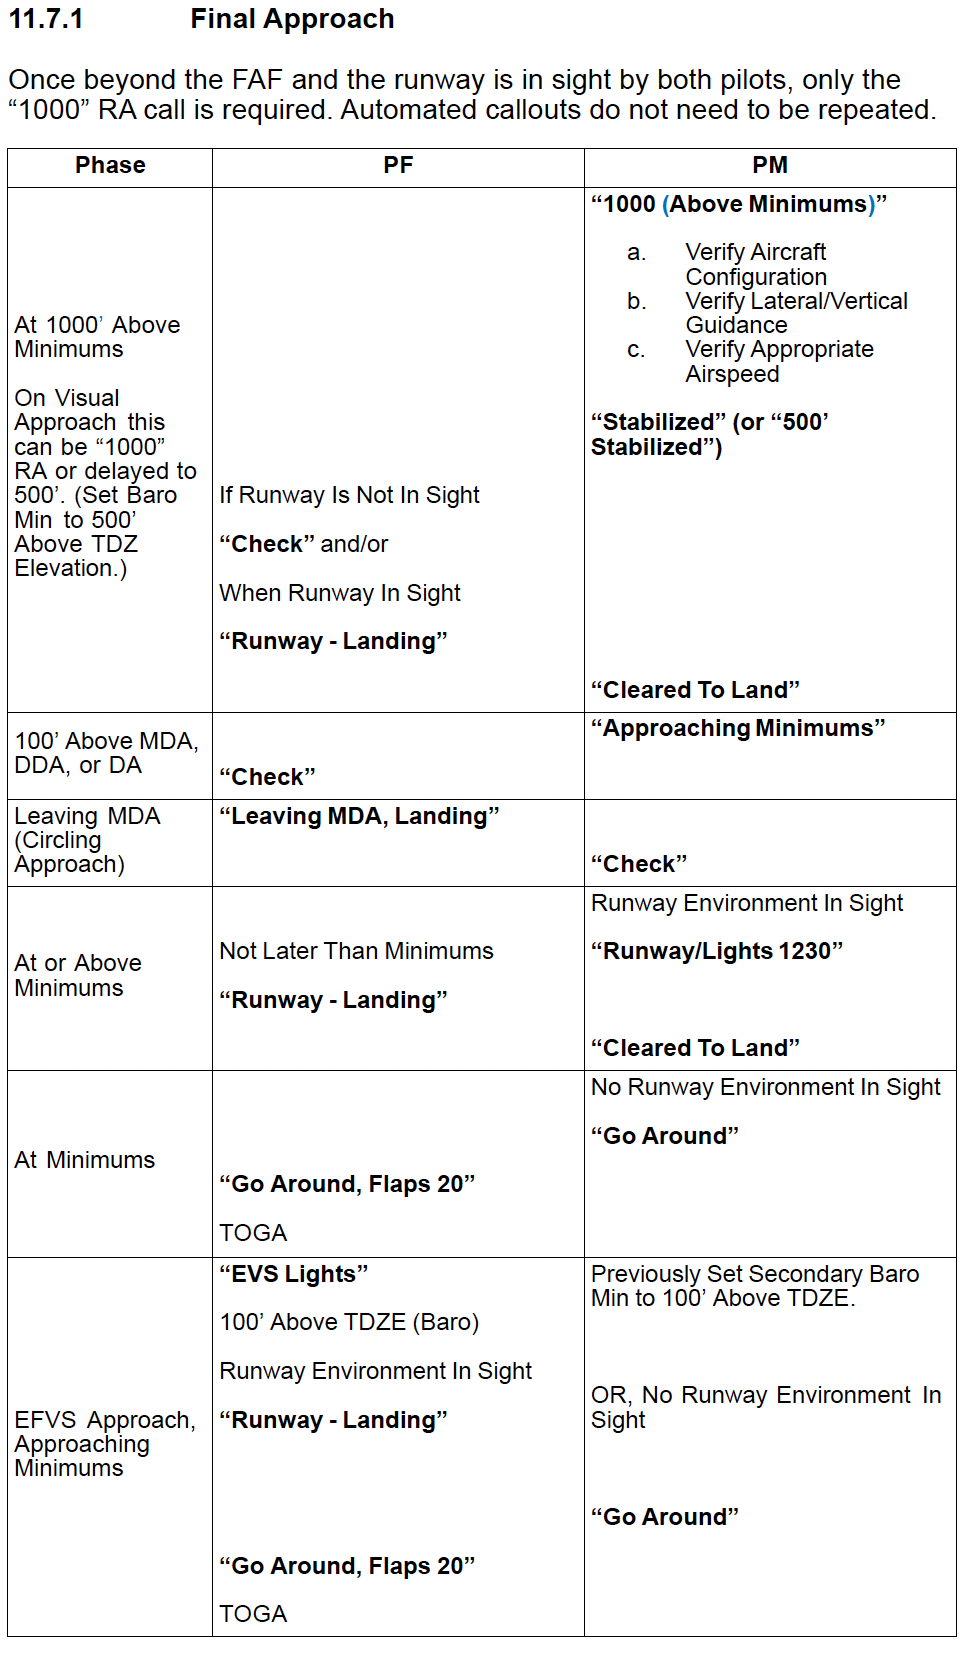 11.7.1 Final Approach
Once beyond the FAF and the runway is in sight by both pilots, only the
“1000” RA call is required. Automated callouts do not need to be repeated.
Phase PF PM
At 1000’ Above
Minimums
On Visual
Approach this
can be “1000”
RA or delayed to
500’. (Set Baro
Min to 500’
Above TDZ
Elevation.)
If Runway Is Not In Sight
“Check” and/or
When Runway In Sight
“Runway - Landing”
“1000 (Above Minimums)”
a. Verify Aircraft
Configuration
b. Verify Lateral/Vertical
Guidance
c. Verify Appropriate
Airspeed
“Stabilized” (or “500’
Stabilized”)
“Cleared To Land”
100’ Above MDA,
DDA, or DA
“Check”
“Approaching Minimums”
Leaving MDA
(Circling
Approach)
“Leaving MDA, Landing”
“Check”
At or Above
Minimums
Not Later Than Minimums
“Runway - Landing”
Runway Environment In Sight
“Runway/Lights 1230”
“Cleared To Land”
At Minimums
“Go Around, Flaps 20”
TOGA
No Runway Environment In Sight
“Go Around”
EFVS Approach,
Approaching
Minimums
“EVS Lights”
100’ Above TDZE (Baro)
Runway Environment In Sight
“Runway - Landing”
“Go Around, Flaps 20”
TOGA
Previously Set Secondary Baro
Min to 100’ Above TDZE.
OR, No Runway Environment In
Sight
“Go Around”